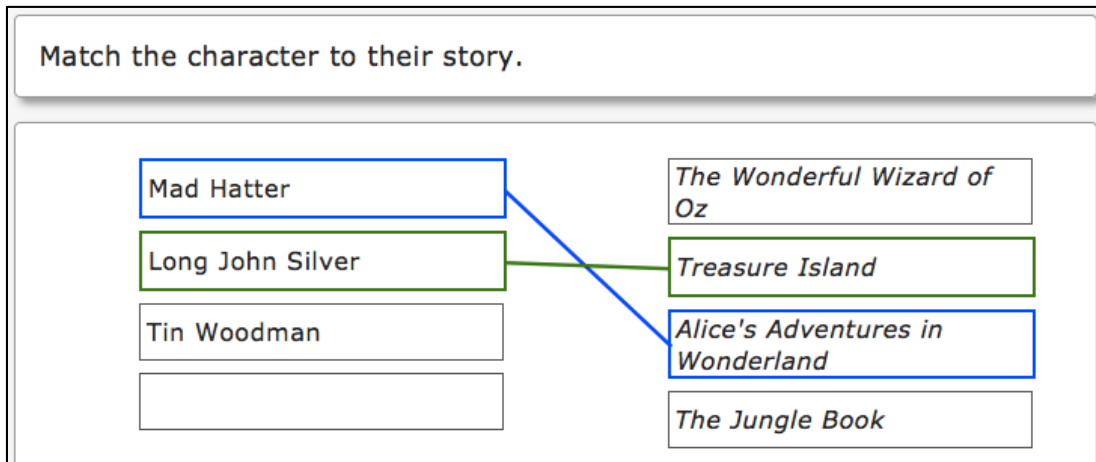 Match the character to their story.
Mad Hatter
Long John Silver
Tin Woodman
The Wonderful Wizard of
Oz
Treasure Island
Alice's Adventures in
Wonderland
The Jungle Book